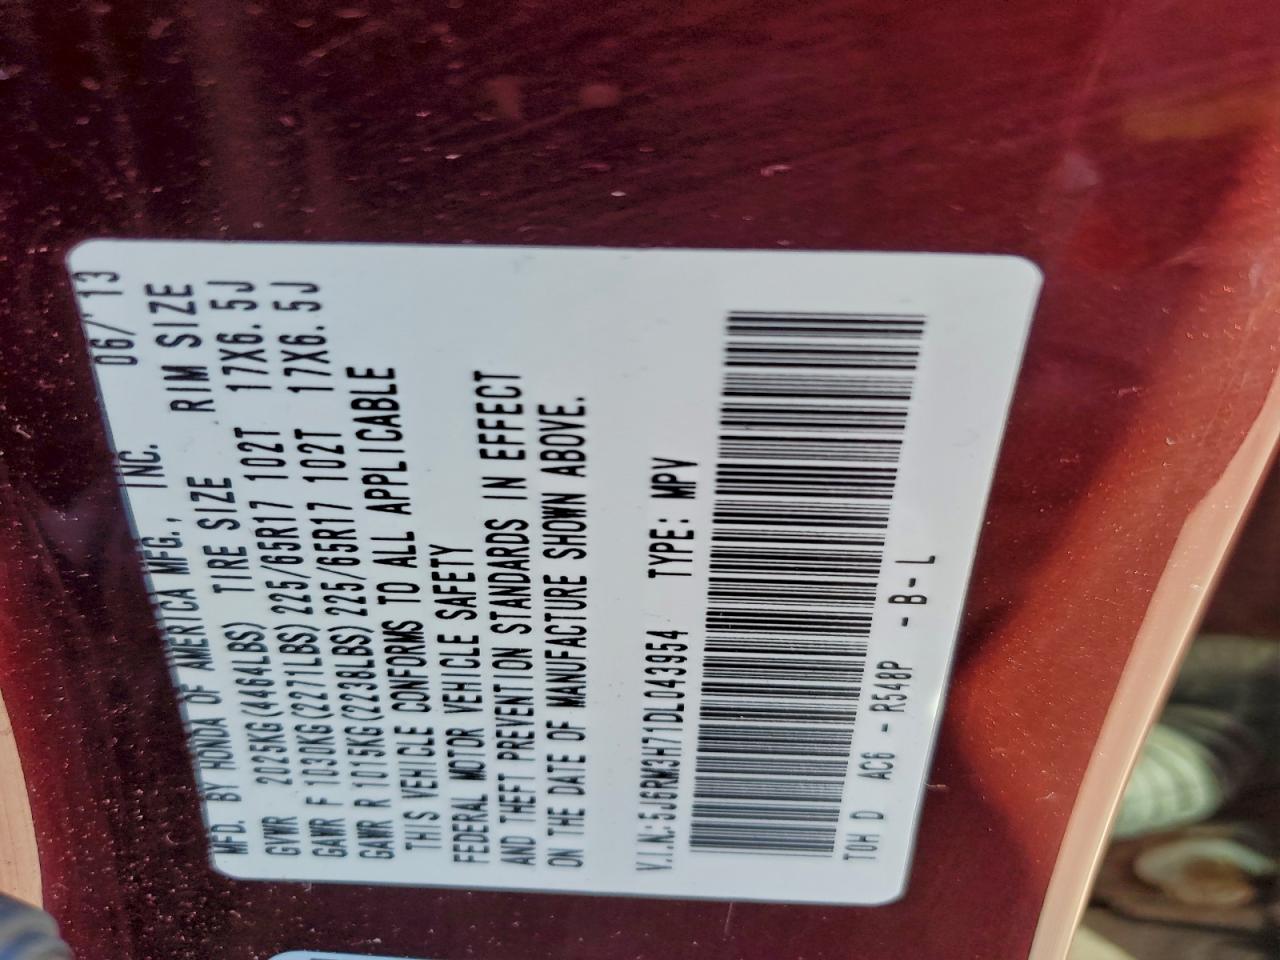 MFD. BY HONDA OF AMERICA MFG., INC. 06/'13
TIRE SIZE RIM SIZE
GVWR 2025KG(4464LBS)
GAWR F 1030KG(2271LBS) 225/65R17 102T 17X6.5J
GAWR R 1015KG(2238LBS) 225/65R17 102T 17X6.5J
THIS VEHICLE CONFORMS TO ALL APPLICABLE
FEDERAL MOTOR VEHICLE SAFETY
AND THEFT PREVENTION STANDARDS IN EFFECT
ON THE DATE OF MANUFACTURE SHOWN ABOVE.
V.I.N.:5J6RM3H71DL043954 TYPE: MPV
T0H D AC6 - R548P - B - L